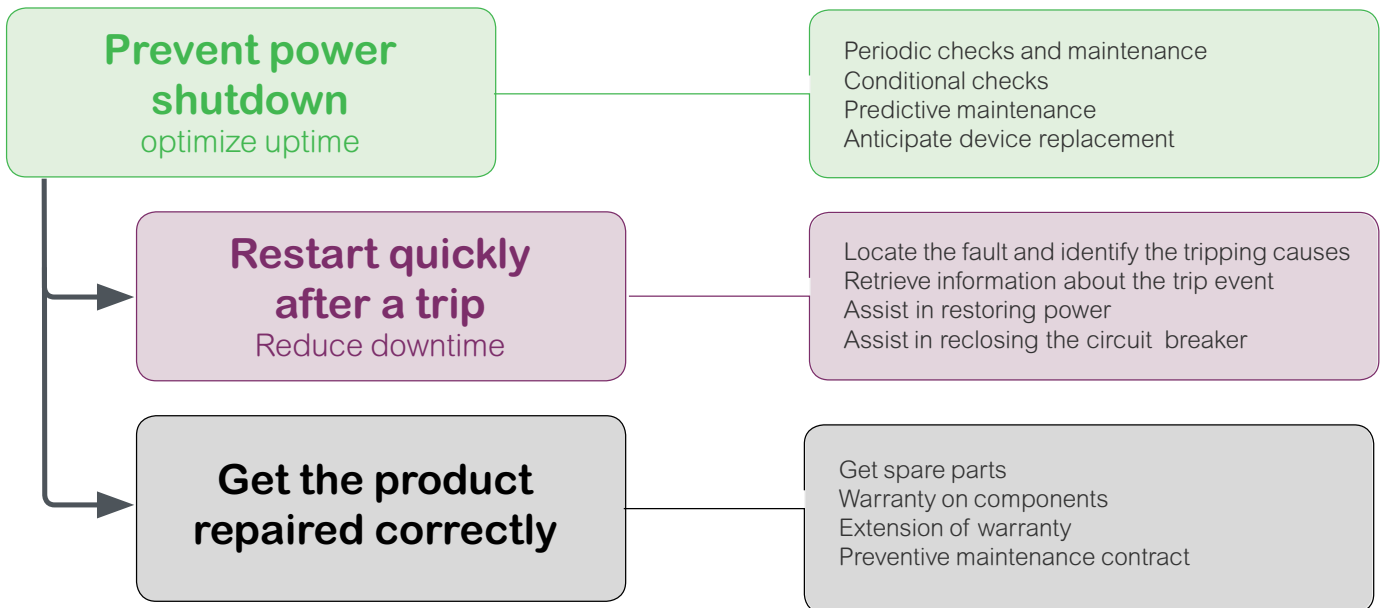 Prevent power
shutdown
optimize uptime
Periodic checks and maintenance
Conditional checks
Predictive maintenance
Anticipate device replacement
Restart quickly
after a trip
Reduce downtime
Locate the fault and identify the tripping causes
Retrieve information about the trip event
Assist in restoring power
Assist in reclosing the circuit breaker
Get the product
repaired correctly
Get spare parts
Warranty on components
Extension of warranty
Preventive maintenance contract